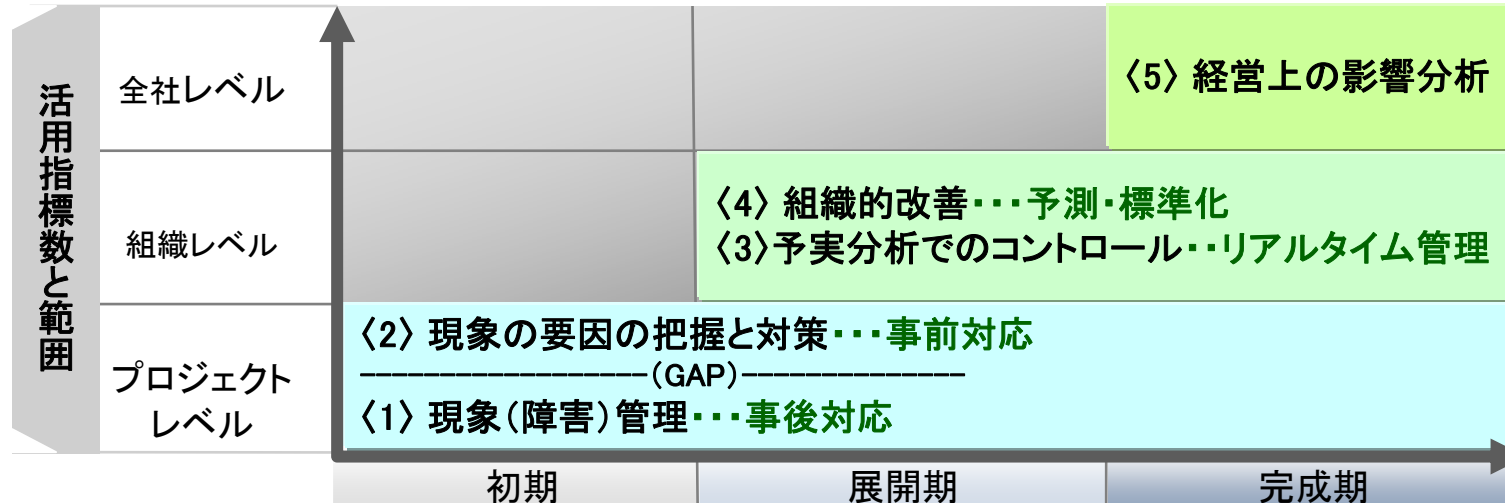 活用指標数と範囲
全社レベル
〈5〉 経営上の影響分析
組織レベル
〈4〉 組織的改善・・・予測・標準化
〈3〉予実分析でのコントロール・・リアルタイム管理
プロジェクト
レベル
〈2〉 現象の要因の把握と対策・・・事前対応
------------------(GAP)--------------
〈1〉 現象(障害)管理・・・事後対応
初期
展開期
完成期